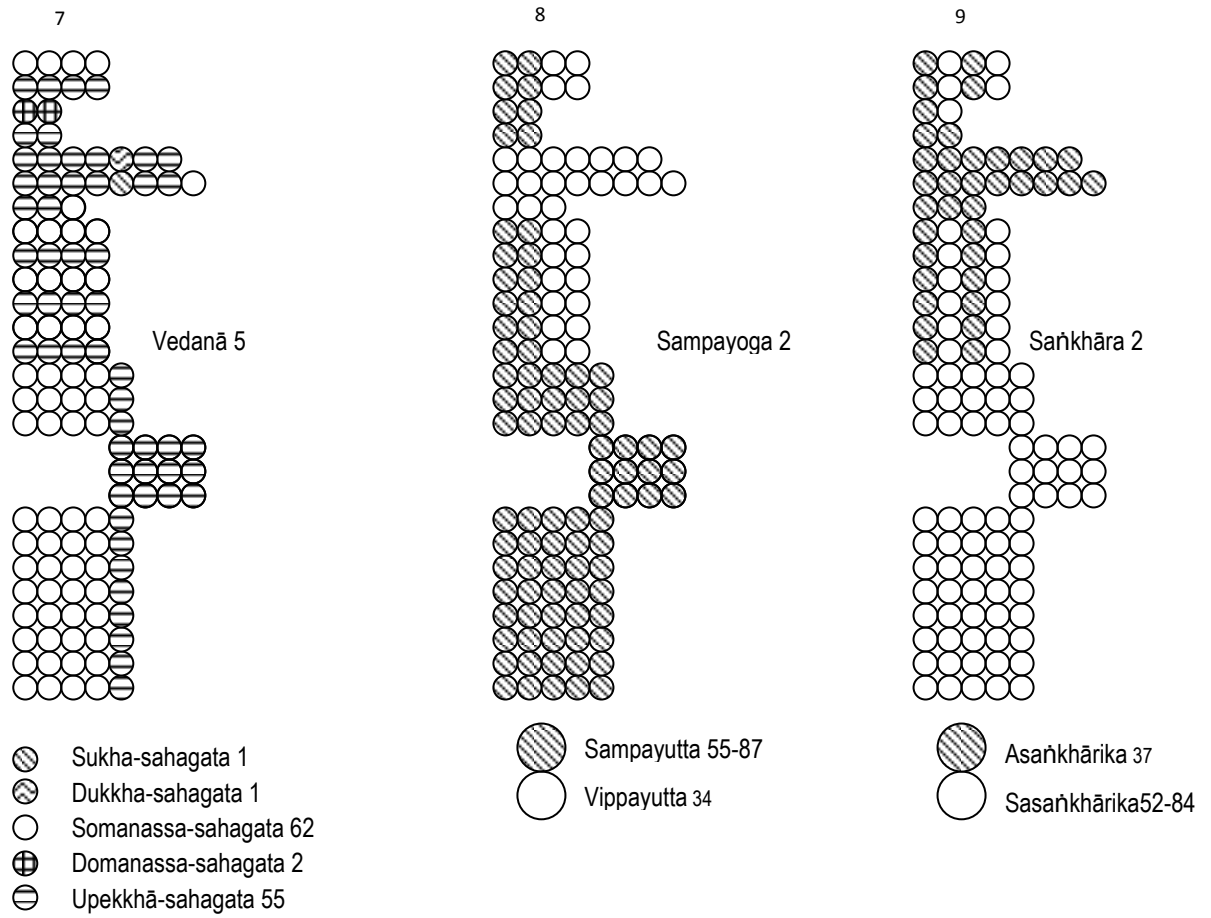 7
8
9
Vedanā 5
Sampayoga 2
Saṅkhāra 2
Sukha-sahagata 1
Dukkha-sahagata 1
Somanassa-sahagata 62
Domanassa-sahagata 2
Upekkhā-sahagata 55
Sampayutta 55-87
Vippayutta 34
Asaṅkhārika 37
Sasaṅkhārika52-84